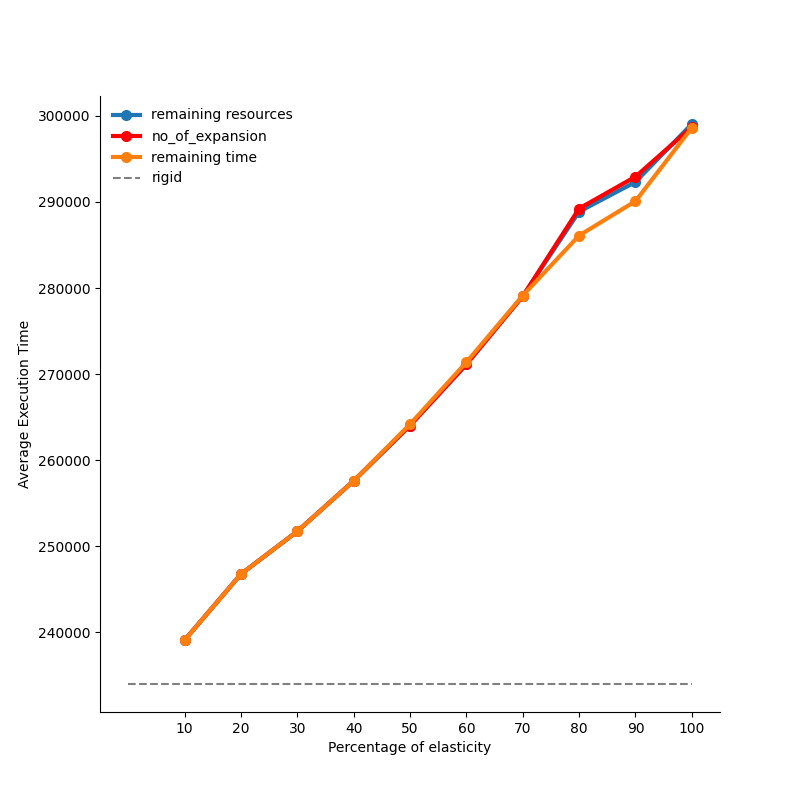 remaining resources
no_of_expansion
remaining time
rigid
300000
290000
280000
270000
260000
250000
240000
Average Execution Time
10 20 30 40 50 60 70 80 90 100
Percentage of elasticity